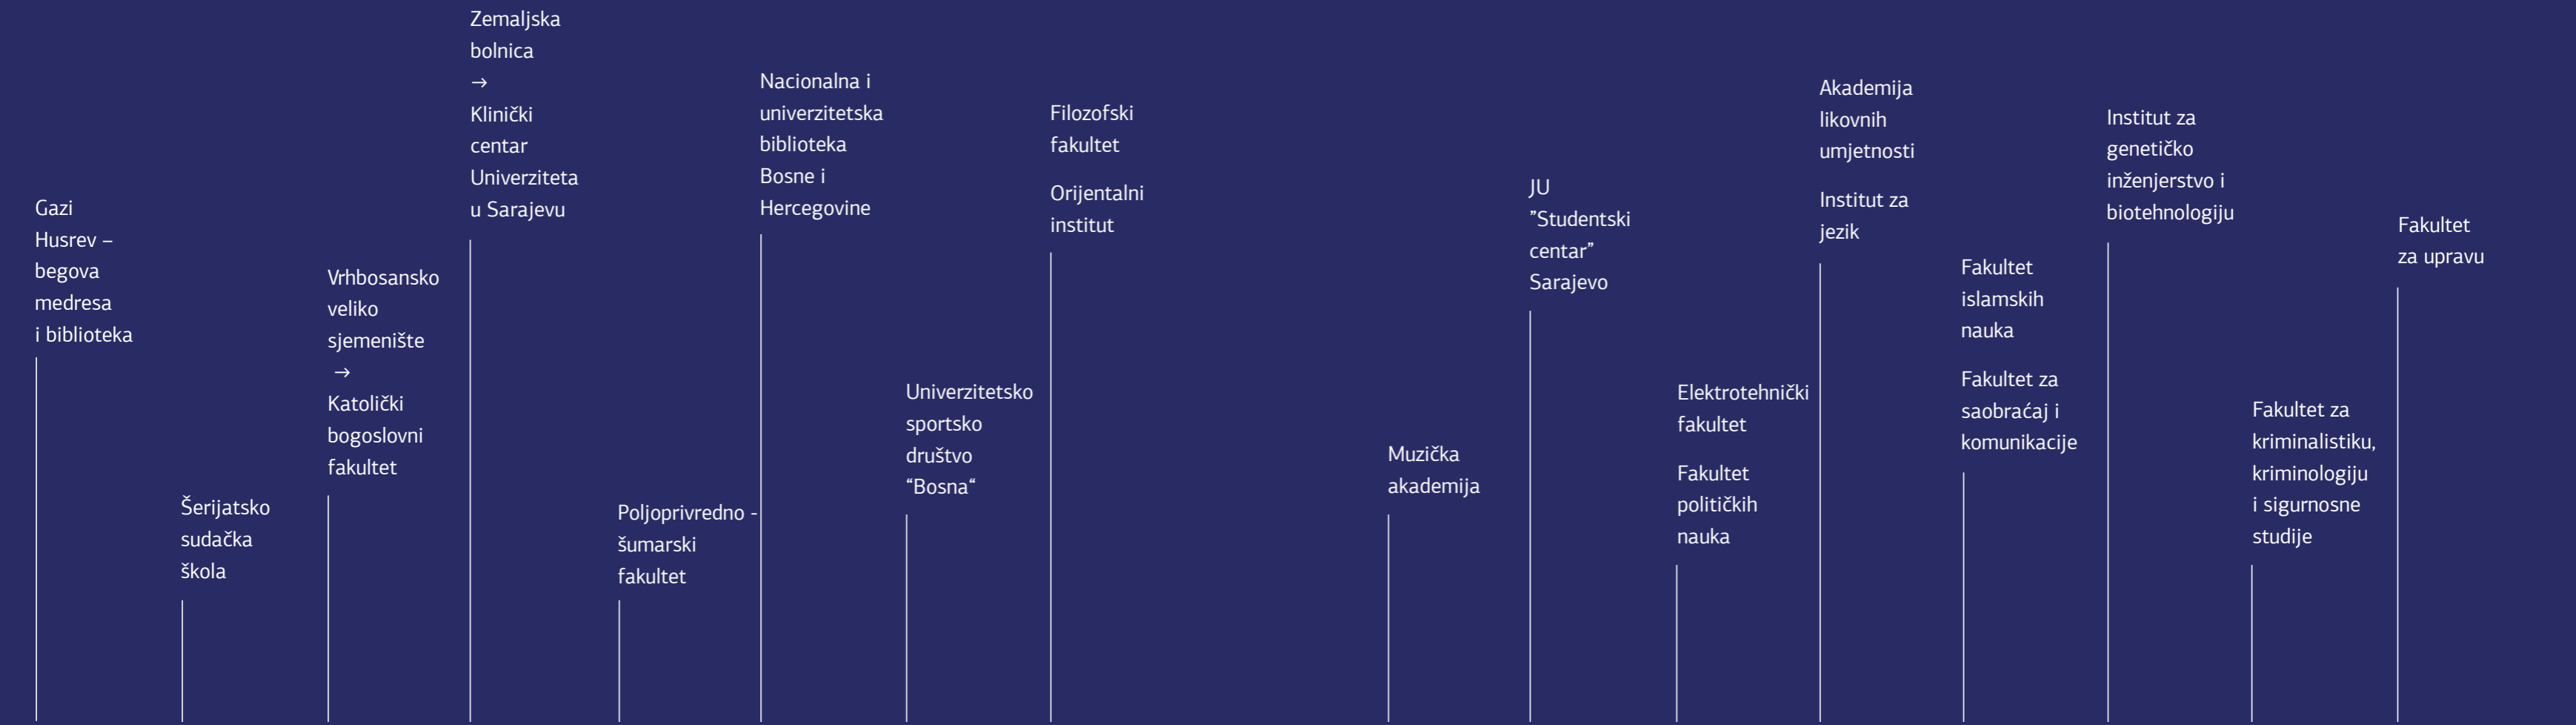 Gazi
Husrev –
begova
medresa
i biblioteka
Šerijatsko
sudačka
škola
Vrhbosansko
veliko
sjemenište
→
Katolički
bogoslovni
fakultet
Zemaljska
bolnica
→
Klinički
centar
Univerziteta
u Sarajevu
Poljoprivredno -
šumarski
fakultet
Nacionalna i
univerzitetska
biblioteka
Bosne i
Hercegovine
Univerzitetsko
sportsko
društvo
“Bosna“
Filozofski
fakultet
Orijentalni
institut
Muzička
akademija
JU
”Studentski
centar”
Sarajevo
Elektrotehnički
fakultet
Fakultet
političkih
nauka
Akademija
likovnih
umjetnosti
Institut za
jezik
Fakultet
islamskih
nauka
Fakultet za
saobraćaj i
komunikacije
Institut za
genetičko
inženjerstvo i
biotehnologiju
Fakultet za
kriminalistiku,
kriminologiju
i sigurnosne
studije
Fakultet
za upravu